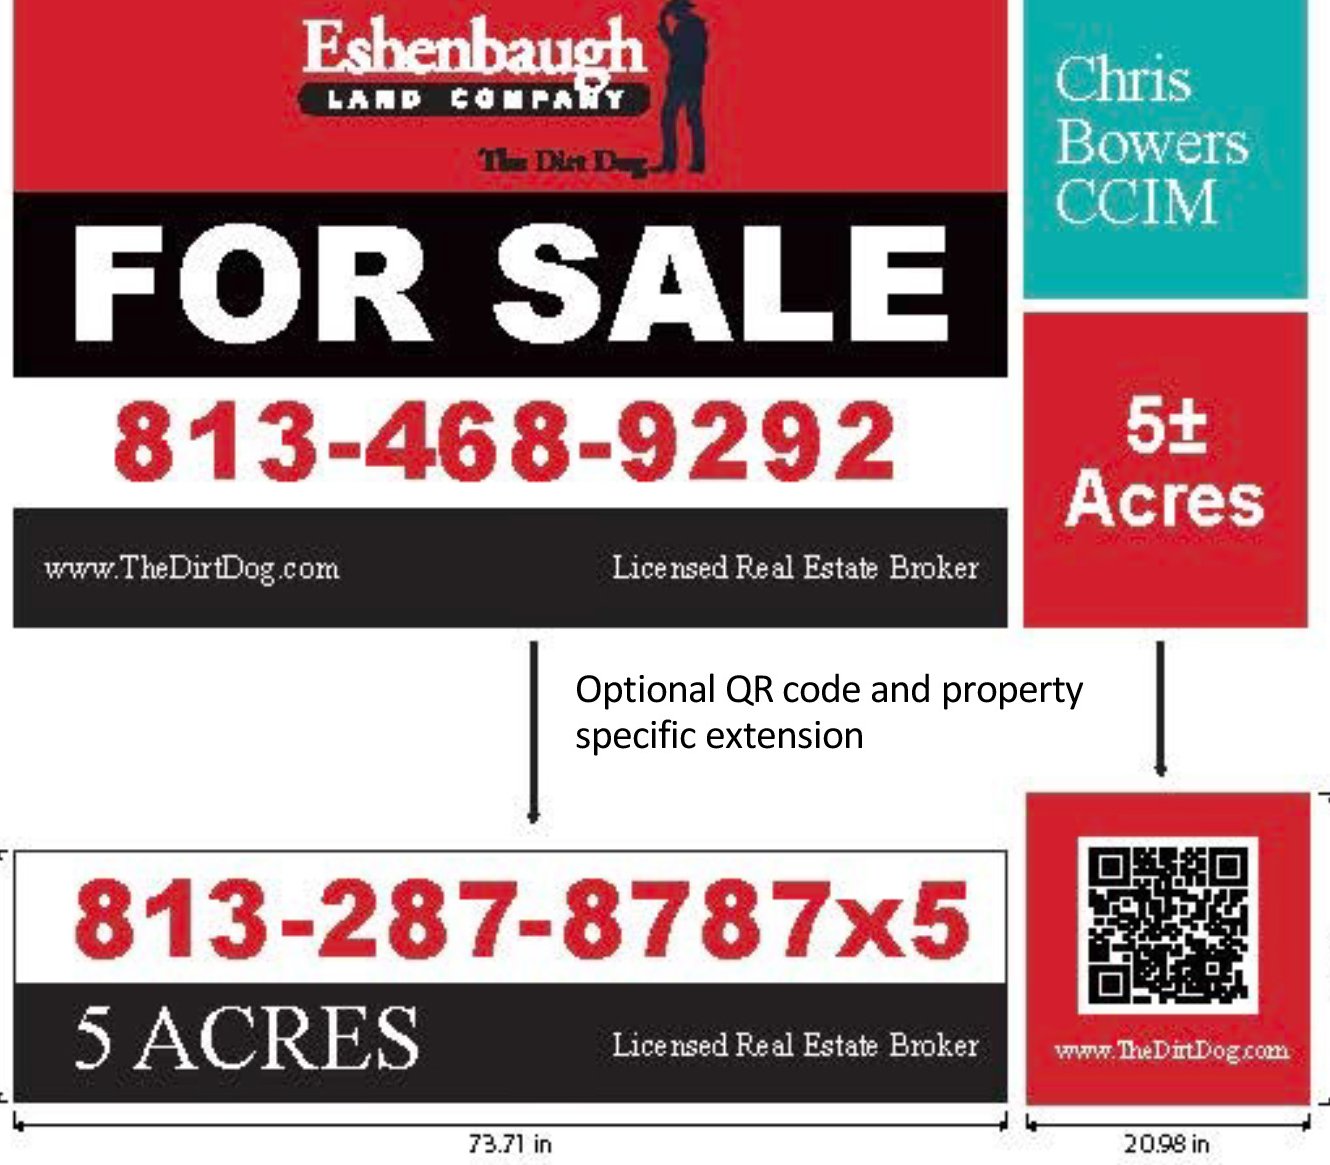 Eshenbaugh
LAND COMPANY
The Dirt Dog
FOR SALE
813-468-9292
www.TheDirtDog.com Licensed Real Estate Broker
Chris
Bowers
CCIM
5±
Acres
Optional QR code and property
specific extension
813-287-8787x5
5 ACRES Licensed Real Estate Broker
www.TheDirtDog.com
73.71 in
20.98 in